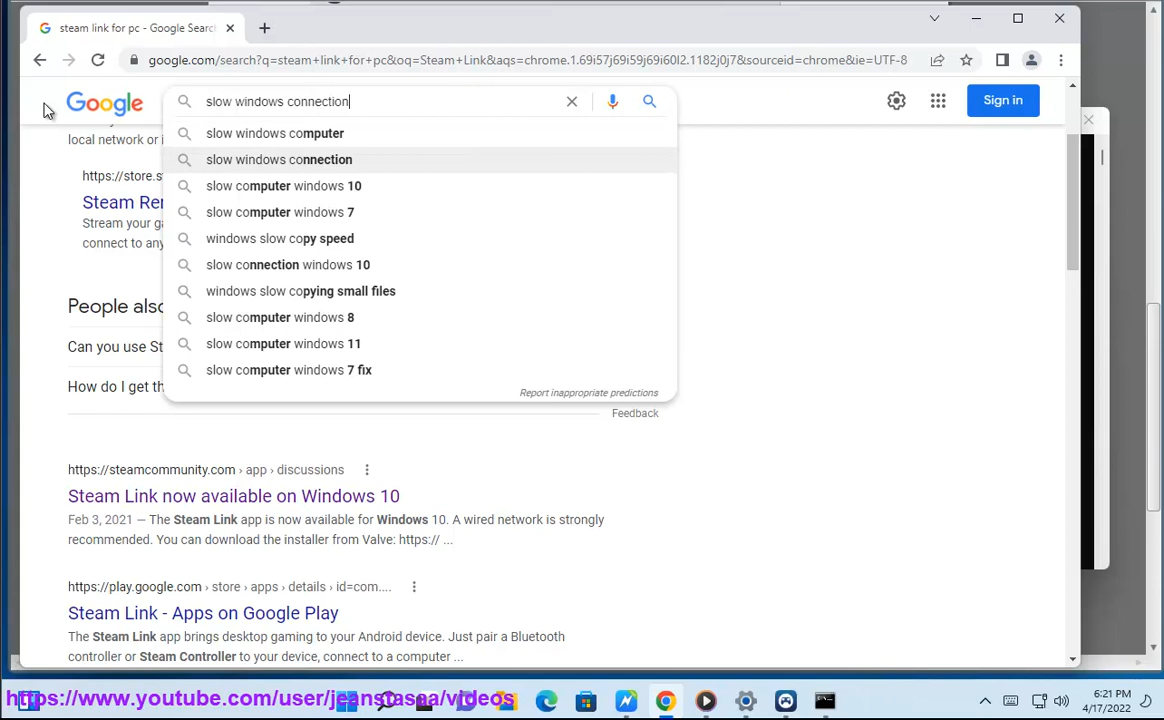 steam link for pc - Google Searc
google.com/search?q=steam+link+for+pc&oq=Steam+Link&aqs=chrome.1.69i57j69i59j69i60l2.1182j0j7&sourceid=chrome&ie=UTF-8
Google
slow windows connection
Sign in
slow windows computer
slow windows connection
slow computer windows 10
slow computer windows 7
windows slow copy speed
slow connection windows 10
windows slow copying small files
slow computer windows 8
slow computer windows 11
slow computer windows 7 fix
Report inappropriate predictions
Feedback
local network or i
https://store.s
Steam Rer
Stream your ga
connect to any
People also
Can you use St
How do I get th
https://steamcommunity.com › app › discussions
Steam Link now available on Windows 10
Feb 3, 2021 — The Steam Link app is now available for Windows 10. A wired network is strongly
recommended. You can download the installer from Valve: https:// ...
https://play.google.com › store › apps › details › id=com....
Steam Link - Apps on Google Play
The Steam Link app brings desktop gaming to your Android device. Just pair a Bluetooth
controller or Steam Controller to your device, connect to a computer ...
https://www.youtube.com/user/jeanstasaa/videos
6:21 PM
4/17/2022